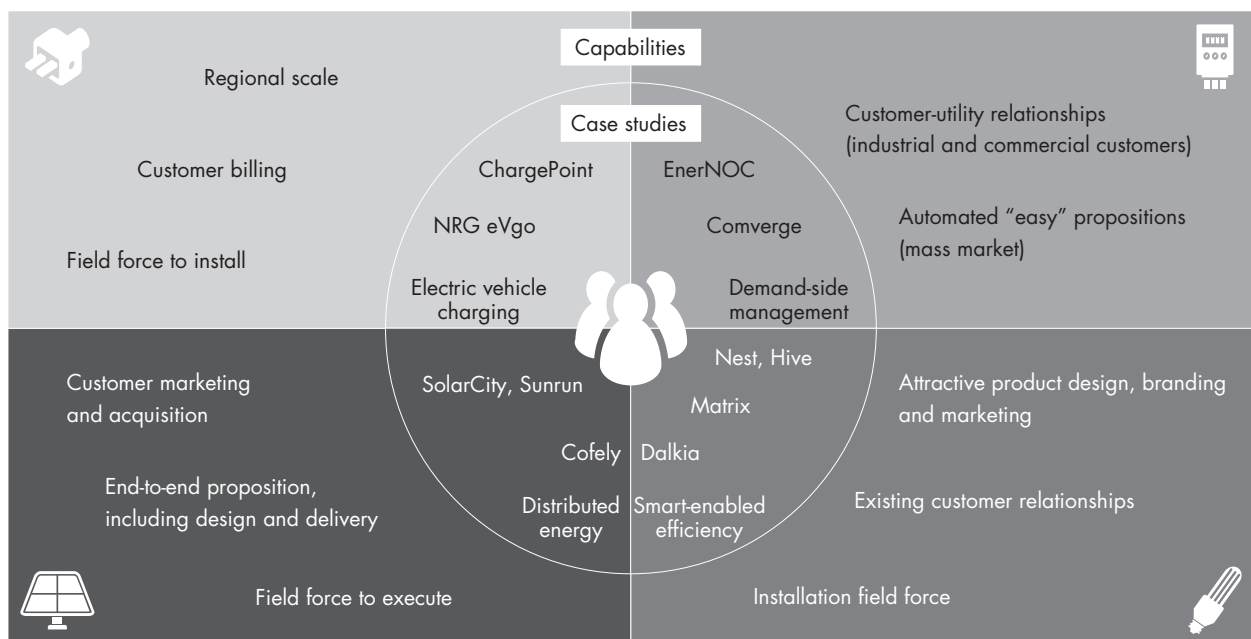 Capabilities
Case studies
Regional scale
Customer billing
Field force to install
ChargePoint
NRG eVgo
Electric vehicle
charging
EnerNOC
Comverge
Demand-side
management
Customer-utility relationships
(industrial and commercial customers)
Automated “easy” propositions
(mass market)
Customer marketing
and acquisition
End-to-end proposition,
including design and delivery
Field force to execute
SolarCity, Sunrun
Cofely
Distributed
energy
Nest, Hive
Matrix
Dalkia
Smart-enabled
efficiency
Attractive product design, branding
and marketing
Existing customer relationships
Installation field force